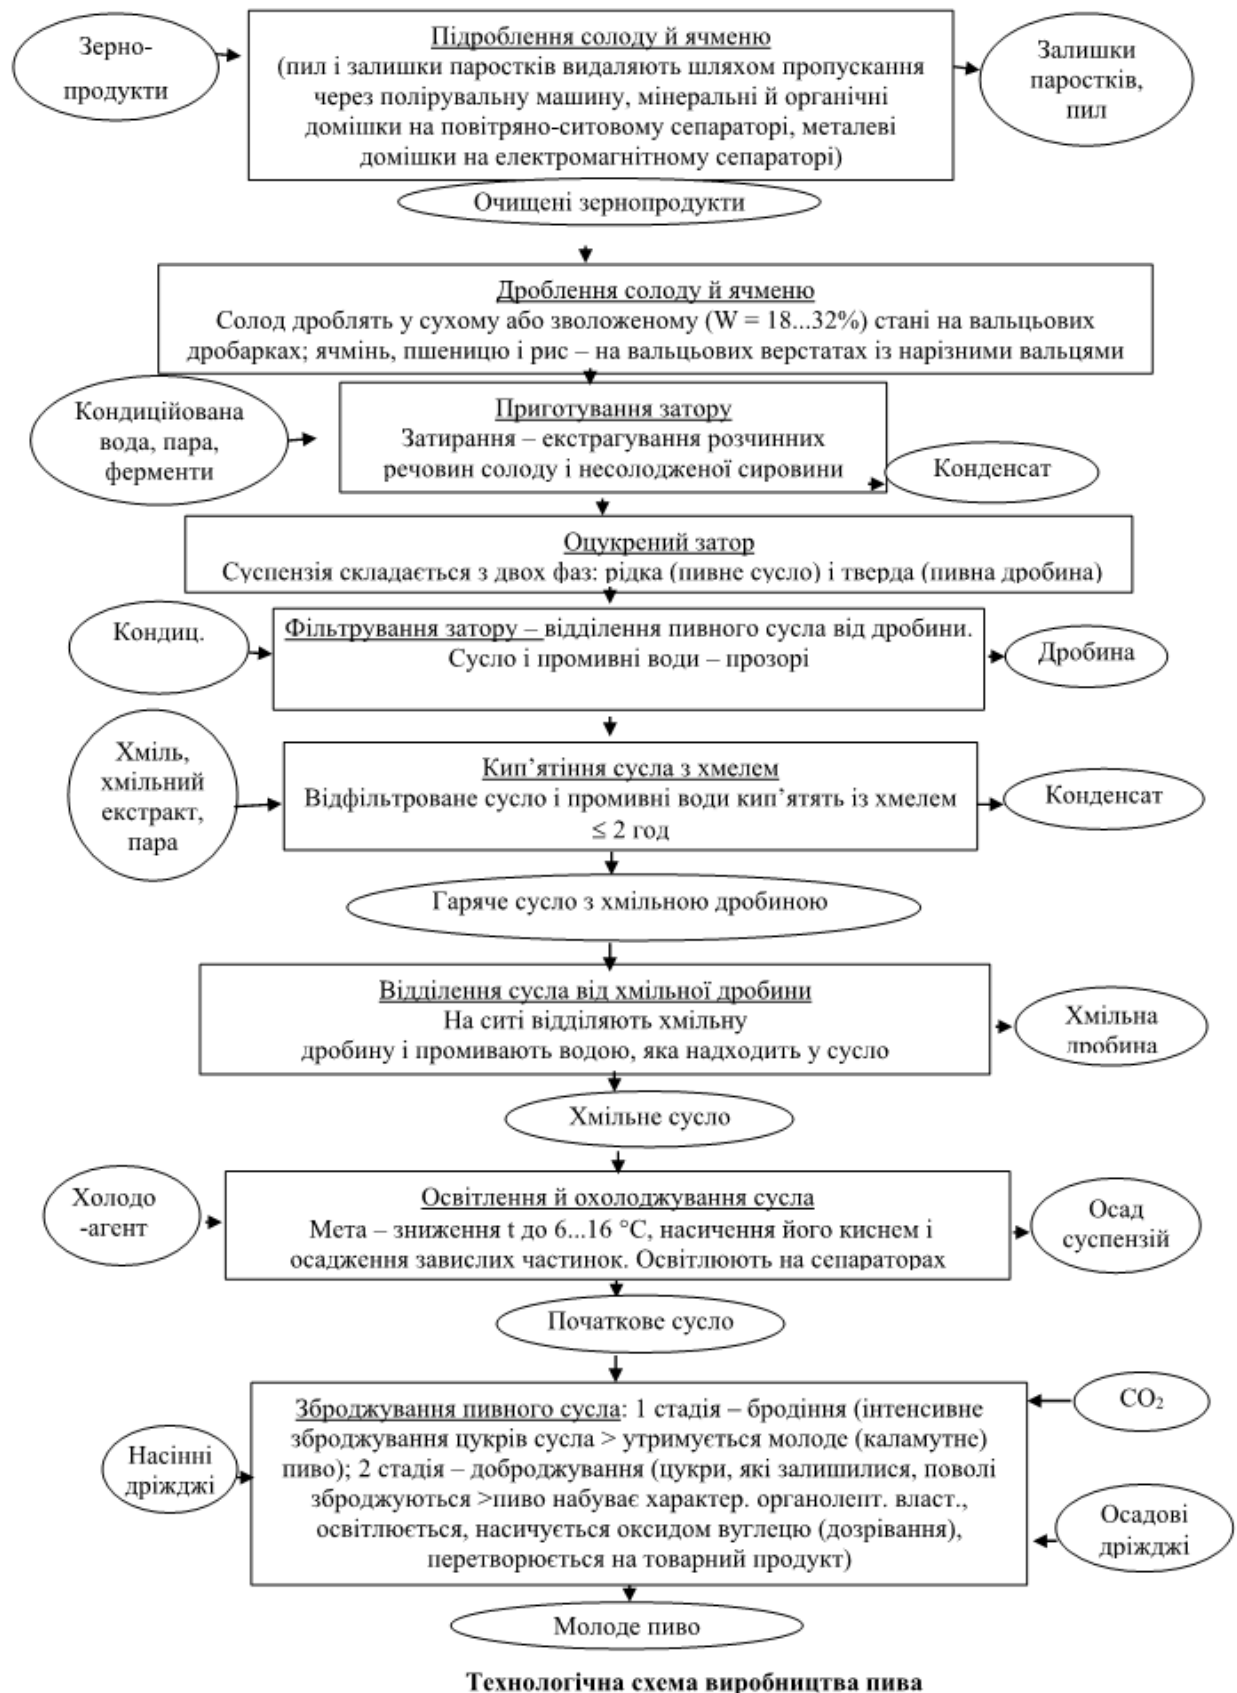 Зерно-
продукти
Підроблення солоду й ячменю
(пил і залишки паростків видаляють шляхом пропускання
через полірувальну машину, мінеральні й органічні
домішки на повітряно-ситовому сепараторі, металеві
домішки на електромагнітному сепараторі)
Залишки
паростків,
пил
Очищені зернопродукти
Дроблення солоду й ячменю
Солод дроблять у сухому або зволоженому (W = 18...32%) стані на вальцьових
дробарках; ячмінь, пшеницю і рис – на вальцьових верстатах із нарізними вальцями
Кондиційована
вода, пара,
ферменти
Приготування затору
Затирання – екстрагування розчинних
речовин солоду і несолодженої сировини
Конденсат
Оцукрений затор
Суспензія складається з двох фаз: рідка (пивне сусло) і тверда (пивна дробина)
Кондиц.
Фільтрування затору – відділення пивного сусла від дробини.
Сусло і промивні води – прозорі
Дробина
Хміль,
хмільний
екстракт,
пара
Кип’ятіння сусла з хмелем
Відфільтроване сусло і промивні води кип’ятять із хмелем
≤ 2 год
Конденсат
Гаряче сусло з хмільною дробиною
Відділення сусла від хмільної дробини
На ситі відділяють хмільну
дробину і промивають водою, яка надходить у сусло
Хмільна
дробина
Хмільне сусло
Холодо
-агент
Освітлення й охолоджування сусла
Мета – зниження t до 6...16 °С, насичення його киснем і
осадження завислих частинок. Освітлюють на сепараторах
Осад
суспензій
Початкове сусло
Насінні
дріжджі
Зброджування пивного сусла: 1 стадія – бродіння (інтенсивне
зброджування цукрів сусла > утримується молоде (каламутне)
пиво); 2 стадія – доброджування (цукри, які залишилися, поволі
зброджуються >пиво набуває характер. органолепт. власт.,
освітлюється, насичується оксидом вуглецю (дозрівання),
перетворюється на товарний продукт)
CO₂
Осадові
дріжджі
Молоде пиво
Технологічна схема виробництва пива